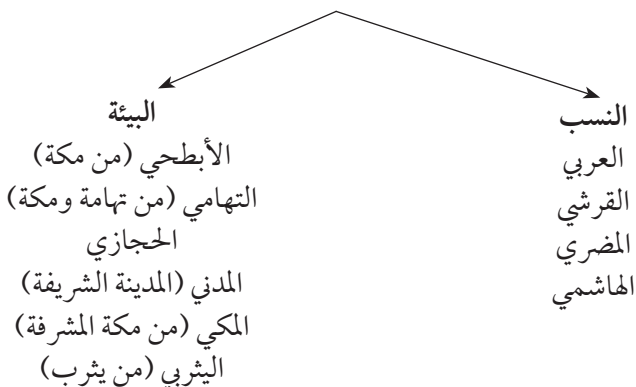 النسب
العربي
القرشي
المضري
الهاشمي
البيئة
الأبطحي (من مكة)
التهامي (من تهامة ومكة)
الحجازي
المدني (المدينة الشريفة)
المكي (من مكة المشرفة)
اليثربي (من يثرب)